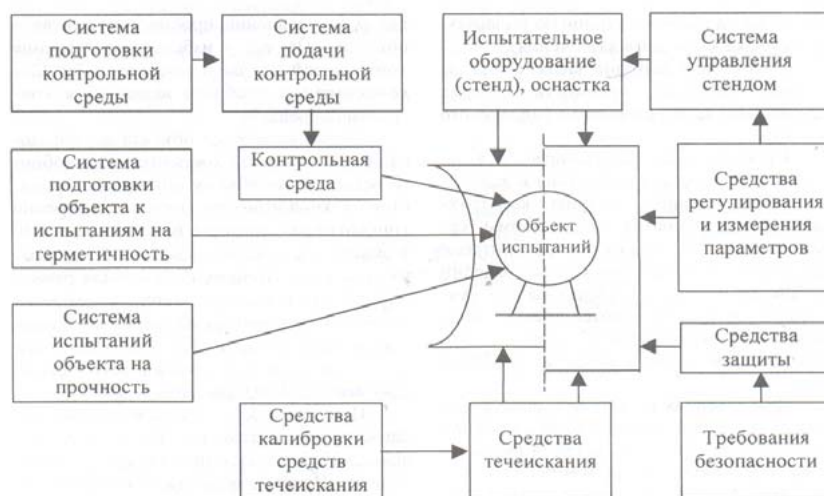 Система
подготовки
контрольной
среды
Система
подачи
контрольной
среды
Испытательное
оборудование
(стенд), оснастка
Система
управления
стендом
Контрольная
среда
Система
подготовки
объекта к
испытаниям на
герметичность
Объект
испытаний
Средства
регулирования
и измерения
параметров
Система
испытаний
объекта на
прочность
Средства
защиты
Средства
калибровки
средств
течеискания
Средства
течеискания
Требования
безопасности